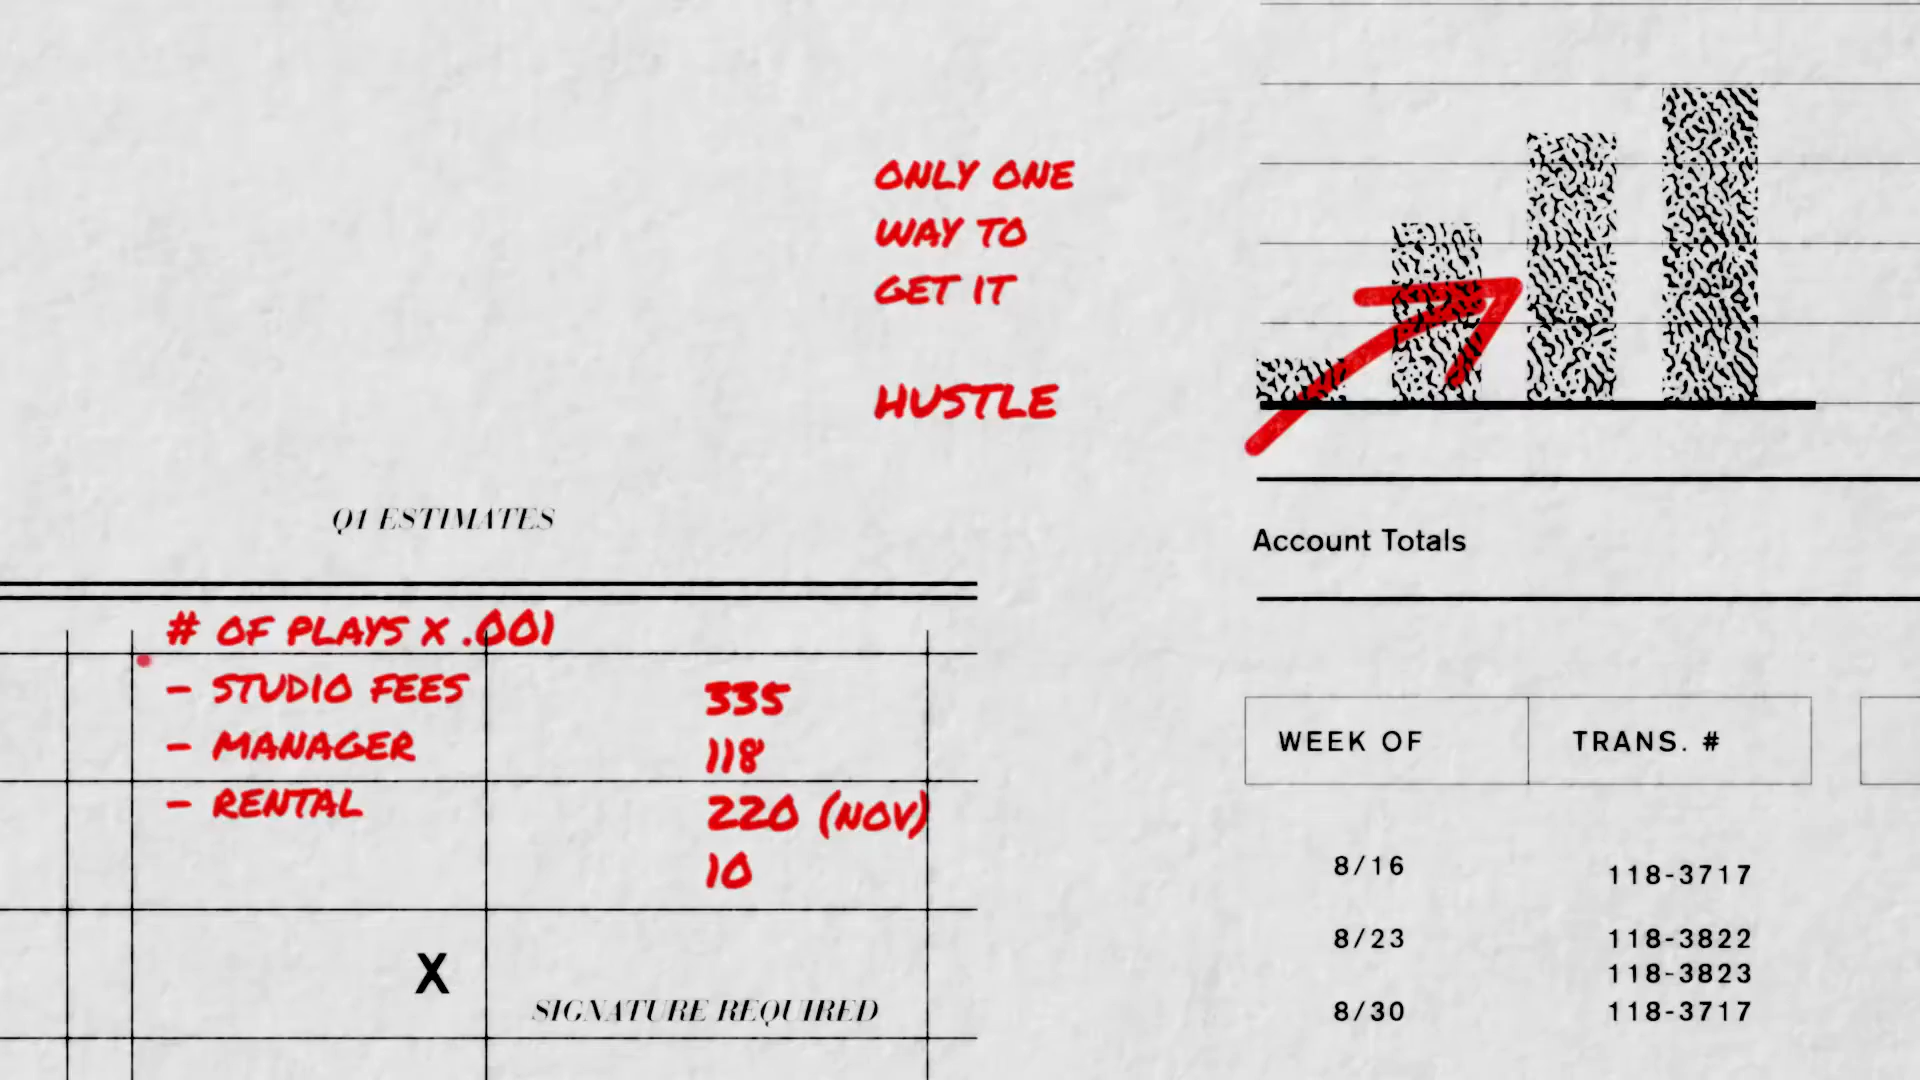 ONLY ONE
WAY TO
GET IT
HUSTLE
Q1 ESTIMATES
# OF PLAYS X .001
- STUDIO FEES 335
- MANAGER 118
- RENTAL 220 (NOV)
10
X
SIGNATURE REQUIRED
Account Totals
WEEK OF TRANS. #
8/16 118-3717
8/23 118-3822
118-3823
8/30 118-3717